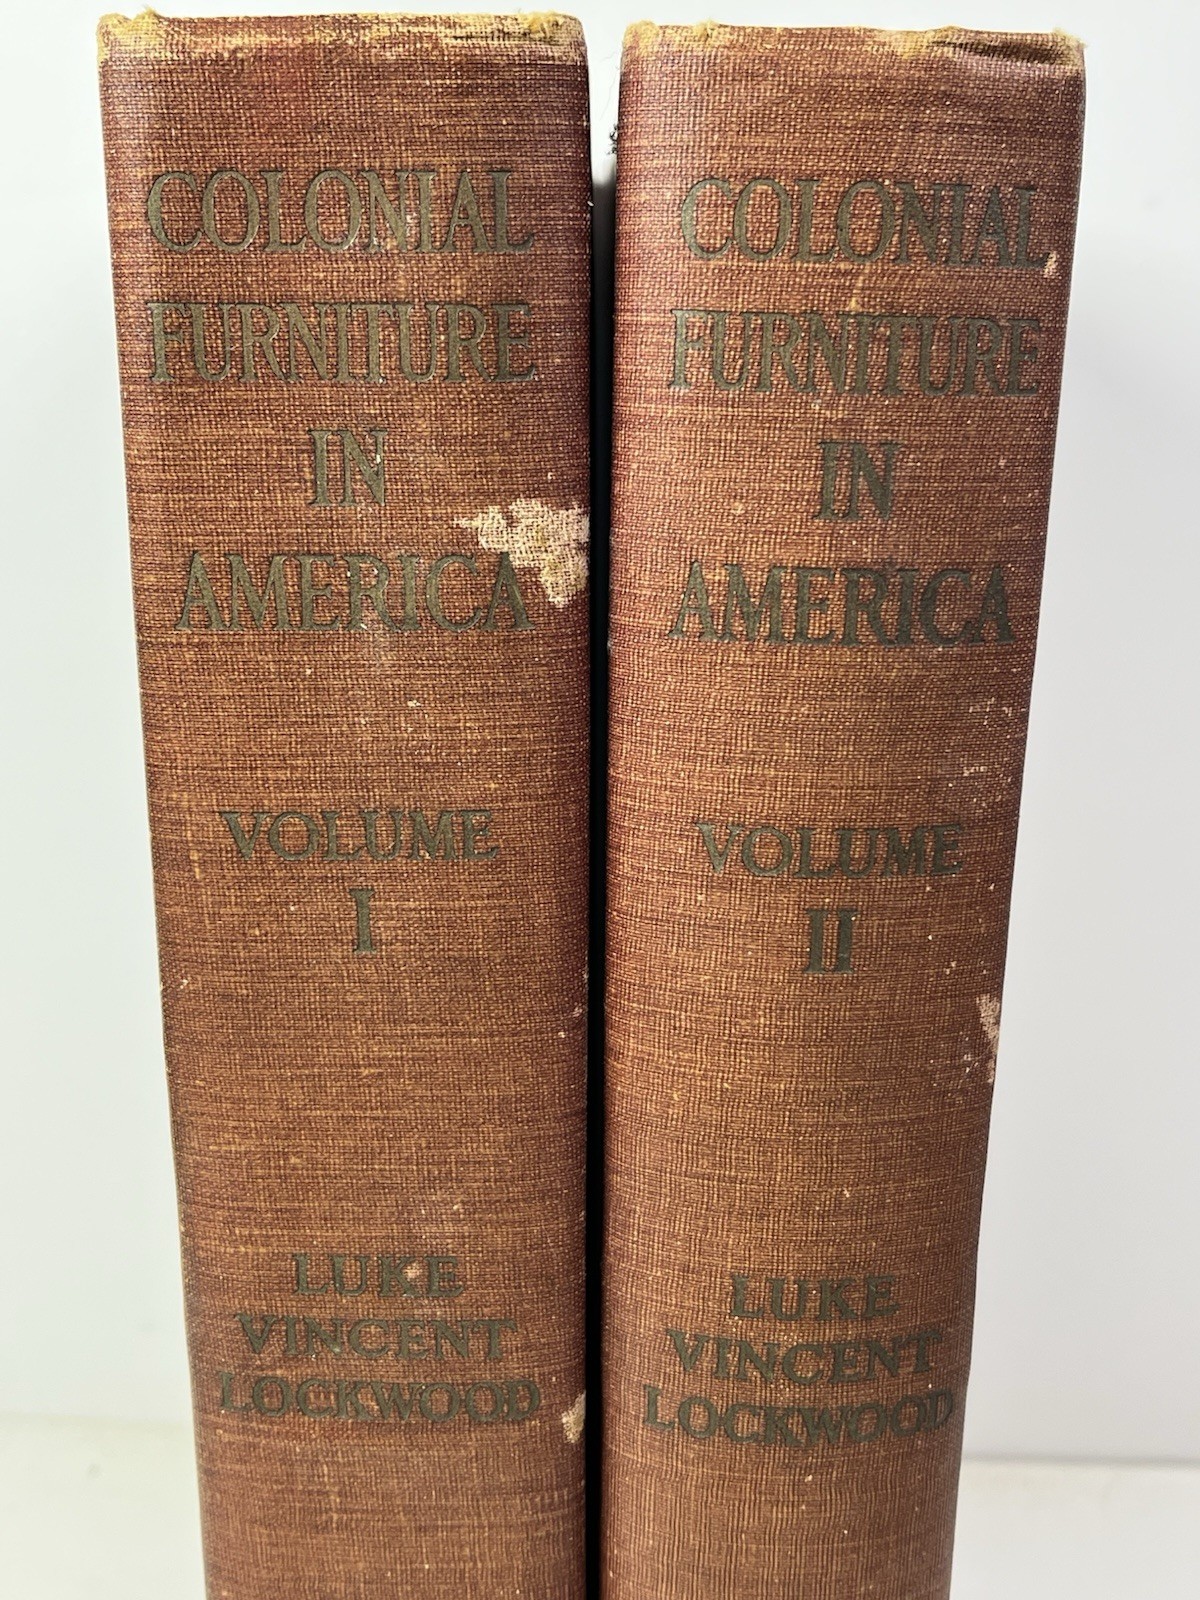 COLONIAL
FURNITURE
IN
AMERICA
VOLUME
I
LUKE
VINCENT
LOCKWOOD
COLONIAL
FURNITURE
IN
AMERICA
VOLUME
II
LUKE
VINCENT
LOCKWOOD